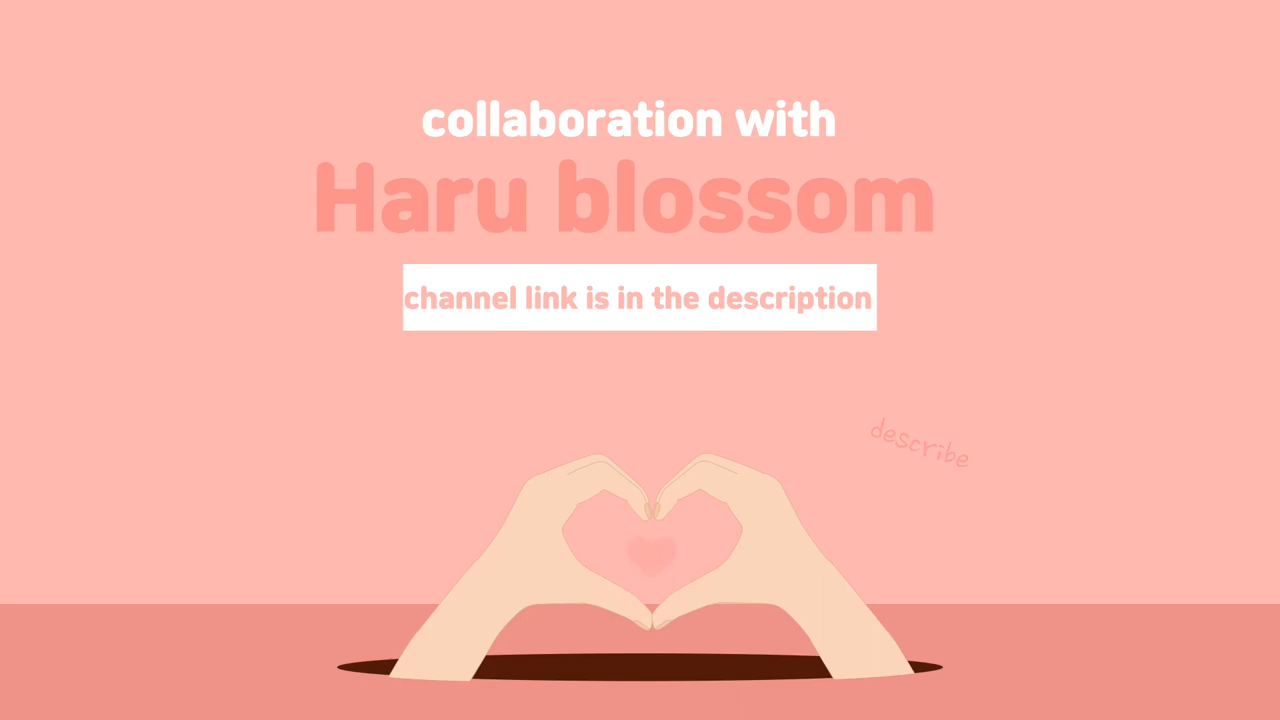 collaboration with
Haru blossom
channel link is in the description
describe